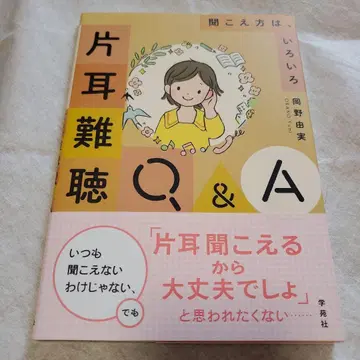 聞こえ方は、いろいろ
片耳難聴
Q & A
岡野由実
いつも
聞こえない
わけじゃない、
でも
「片耳聞こえる
から
大丈夫でしょ」
と思われたくない……
学苑社